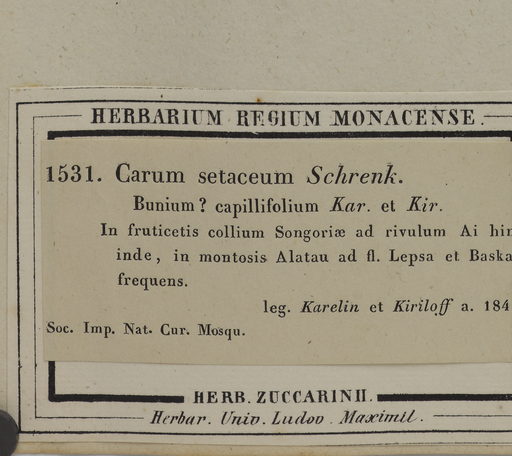 HERBARIUM REGIUM MONACENSE.
1531. Carum setaceum Schrenk.
Bunium? capillifolium Kar. et Kir.
In fruticetis collium Songoriæ ad rivulum Ai hin
inde, in montosis Alatau ad fl. Lepsa et Baska
frequens.
leg. Karelin et Kiriloff a. 184
Soc. Imp. Nat. Cur. Mosqu.
HERB. ZUCCARINII.
Herbar. Univ. Ludov. Maximil.